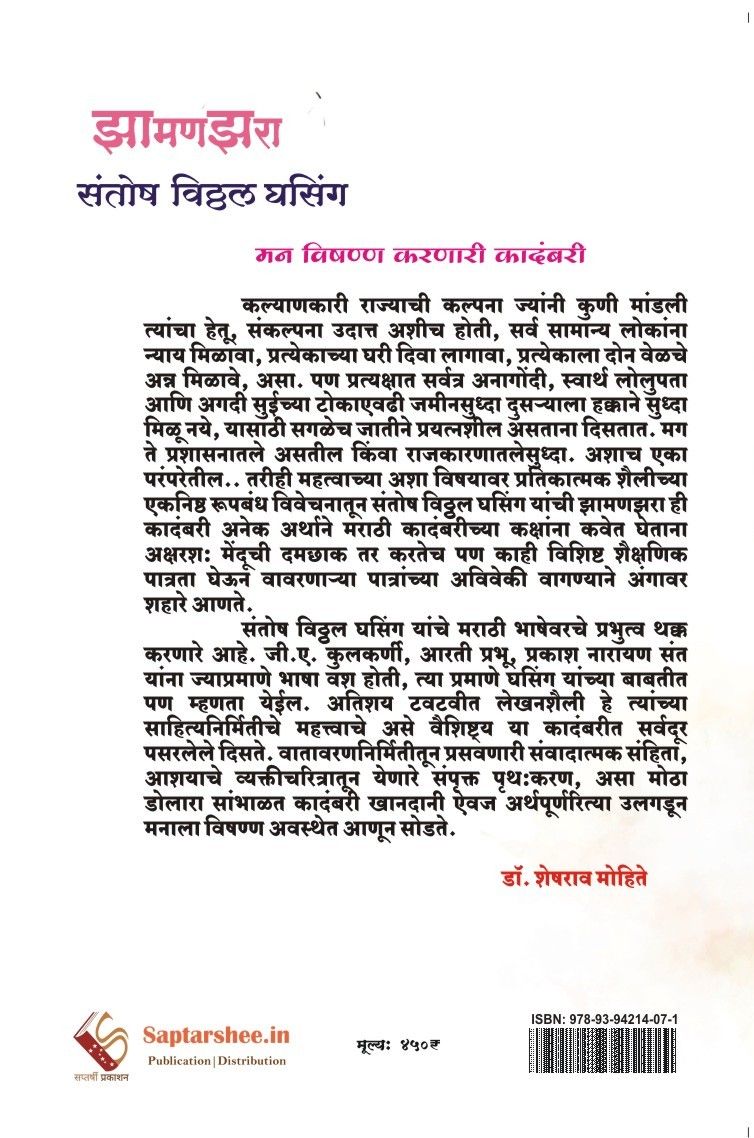 झामणझरा
संतोष विठ्ठल घसिंग
मन विषण्ण करणारी कादंबरी
कल्याणकारी राज्याची कल्पना ज्यांनी कुणी मांडली
त्यांचा हेतू, संकल्पना उदात्त अशीच होती, सर्व सामान्य लोकांना
न्याय मिळावा, प्रत्येकाच्या घरी दिवा लागावा, प्रत्येकाला दोन वेळचे
अन्न मिळावे, असा. पण प्रत्यक्षात सर्वत्र अनागोंदी, स्वार्थ लोलुपता
आणि अगदी सुईच्या टोकाएवढी जमीनसुध्दा दुसऱ्याला हक्काने सुध्दा
मिळू नये, यासाठी सगळेच जातीने प्रयत्नशील असताना दिसतात. मग
ते प्रशासनातले असतील किंवा राजकारणातलेसुध्दा. अशाच एका
परंपरेतील.. तरीही महत्वाच्या अशा विषयावर प्रतिकात्मक शैलीच्या
एकनिष्ठ रूपबंध विवेचनातून संतोष विठ्ठल घसिंग यांची झामणझरा ही
कादंबरी अनेक अर्थाने मराठी कादंबरीच्या कक्षांना कवेत घेताना
अक्षरश: मेंदूची दमछाक तर करतेच पण काही विशिष्ट शैक्षणिक
पात्रता घेऊन वावरणाऱ्या पात्रांच्या अविवेकी वागण्याने अंगावर
शहारे आणते.
संतोष विठ्ठल घसिंग यांचे मराठी भाषेवरचे प्रभुत्व थक्क
करणारे आहे. जी.ए. कुलकर्णी, आरती प्रभू, प्रकाश नारायण संत
यांना ज्याप्रमाणे भाषा वश होती, त्या प्रमाणे घसिंग यांच्या बाबतीत
पण म्हणता येईल. अतिशय टवटवीत लेखनशैली हे त्यांच्या
साहित्यनिर्मितीचे महत्त्वाचे असे वैशिष्ट्य या कादंबरीत सर्वदूर
पसरलेले दिसते. वातावरणनिर्मितीतून प्रसवणारी संवादात्मक संहिता,
आशयाचे व्यक्तीचरित्रातून येणारे संपृक्त पृथ:करण, असा मोठा
डोलारा सांभाळत कादंबरी खानदानी ऐवज अर्थपूर्णरित्या उलगडून
मनाला विषण्ण अवस्थेत आणून सोडते.
डॉ. शेषराव मोहिते
सप्तर्षी प्रकाशन
Saptarshee.in
Publication|Distribution
मूल्य: ४५०₹
ISBN: 978-93-94214-07-1